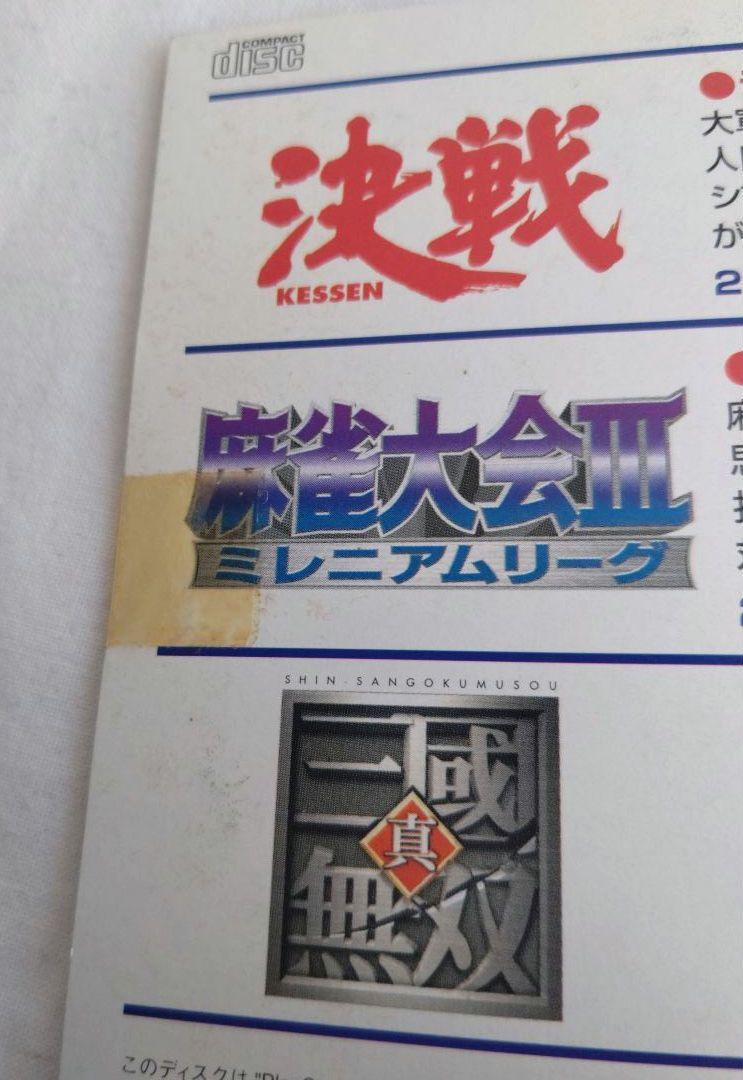 COMPACT
disc
決戦
KESSEN
大
人
シ
が
2
麻雀大会III
ミレニアムリーグ
思
SHIN-SANGOKUMUSOU
三國
真
無双
このディスクは